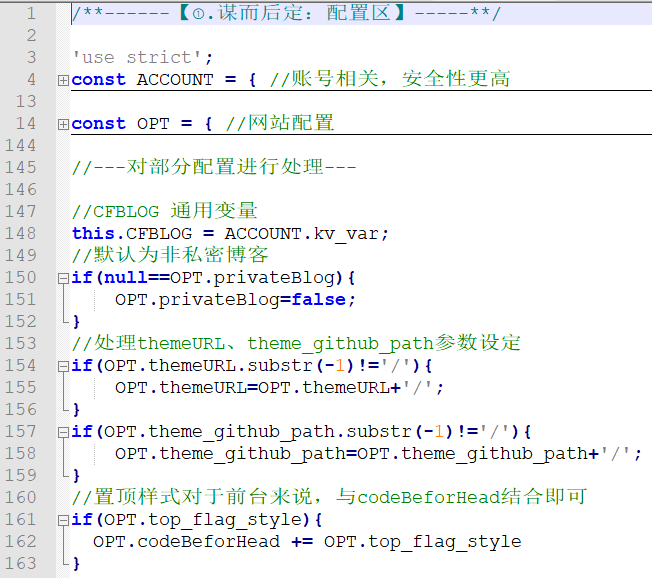 1 /**------【①.谋而后定：配置区】-----**/
2
3 'use strict';
4 const ACCOUNT = { //账号相关，安全性更高
13
14 const OPT = { //网站配置
144
145 //---对部分配置进行处理---
146
147 //CFBLOG 通用变量
148 this.CFBLOG = ACCOUNT.kv_var;
149 //默认为非私密博客
150 if(null==OPT.privateBlog){
151 OPT.privateBlog=false;
152 }
153 //处理themeURL、theme_github_path参数设定
154 if(OPT.themeURL.substr(-1)!='/'){
155 OPT.themeURL=OPT.themeURL+'/';
156 }
157 if(OPT.theme_github_path.substr(-1)!='/'){
158 OPT.theme_github_path=OPT.theme_github_path+'/';
159 }
160 //置顶样式对于前台来说，与codeBeforHead结合即可
161 if(OPT.top_flag_style){
162 OPT.codeBeforHead += OPT.top_flag_style
163 }